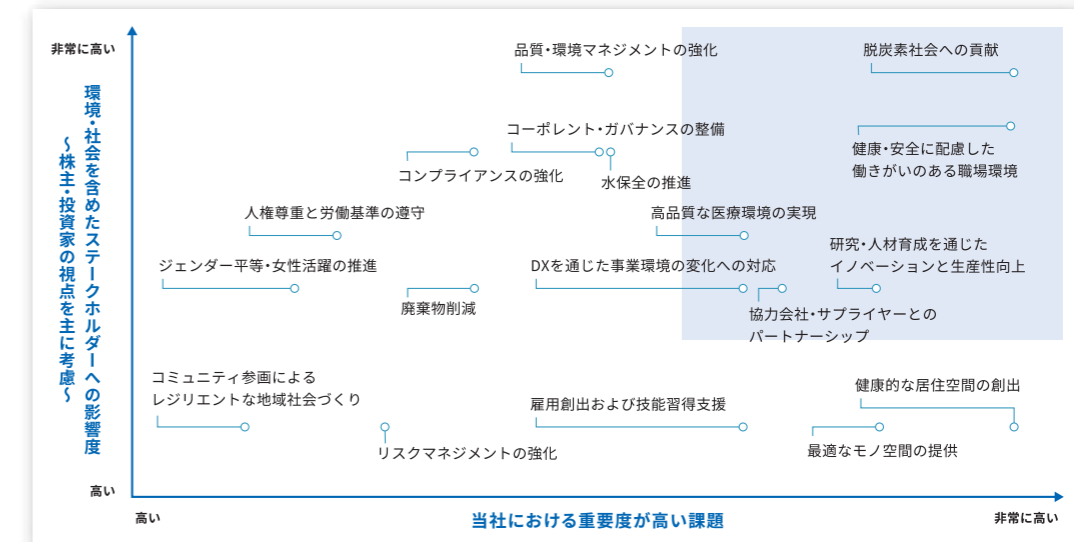 非常に高い
環境・社会を含めたステークホルダーへの影響度
〜株主・投資家の視点を主に考慮〜
品質・環境マネジメントの強化
脱炭素社会への貢献
コーポレント・ガバナンスの整備
健康・安全に配慮した
働きがいのある職場環境
コンプライアンスの強化
水保全の推進
人権尊重と労働基準の遵守
高品質な医療環境の実現
研究・人材育成を通じた
イノベーションと生産性向上
ジェンダー平等・女性活躍の推進
DXを通じた事業環境の変化への対応
廃棄物削減
協力会社・サプライヤーとの
パートナーシップ
コミュニティ参画による
レジリエントな地域社会づくり
健康的な居住空間の創出
雇用創出および技能習得支援
リスクマネジメントの強化
最適なモノ空間の提供
高い
高い
当社における重要度が高い課題
非常に高い